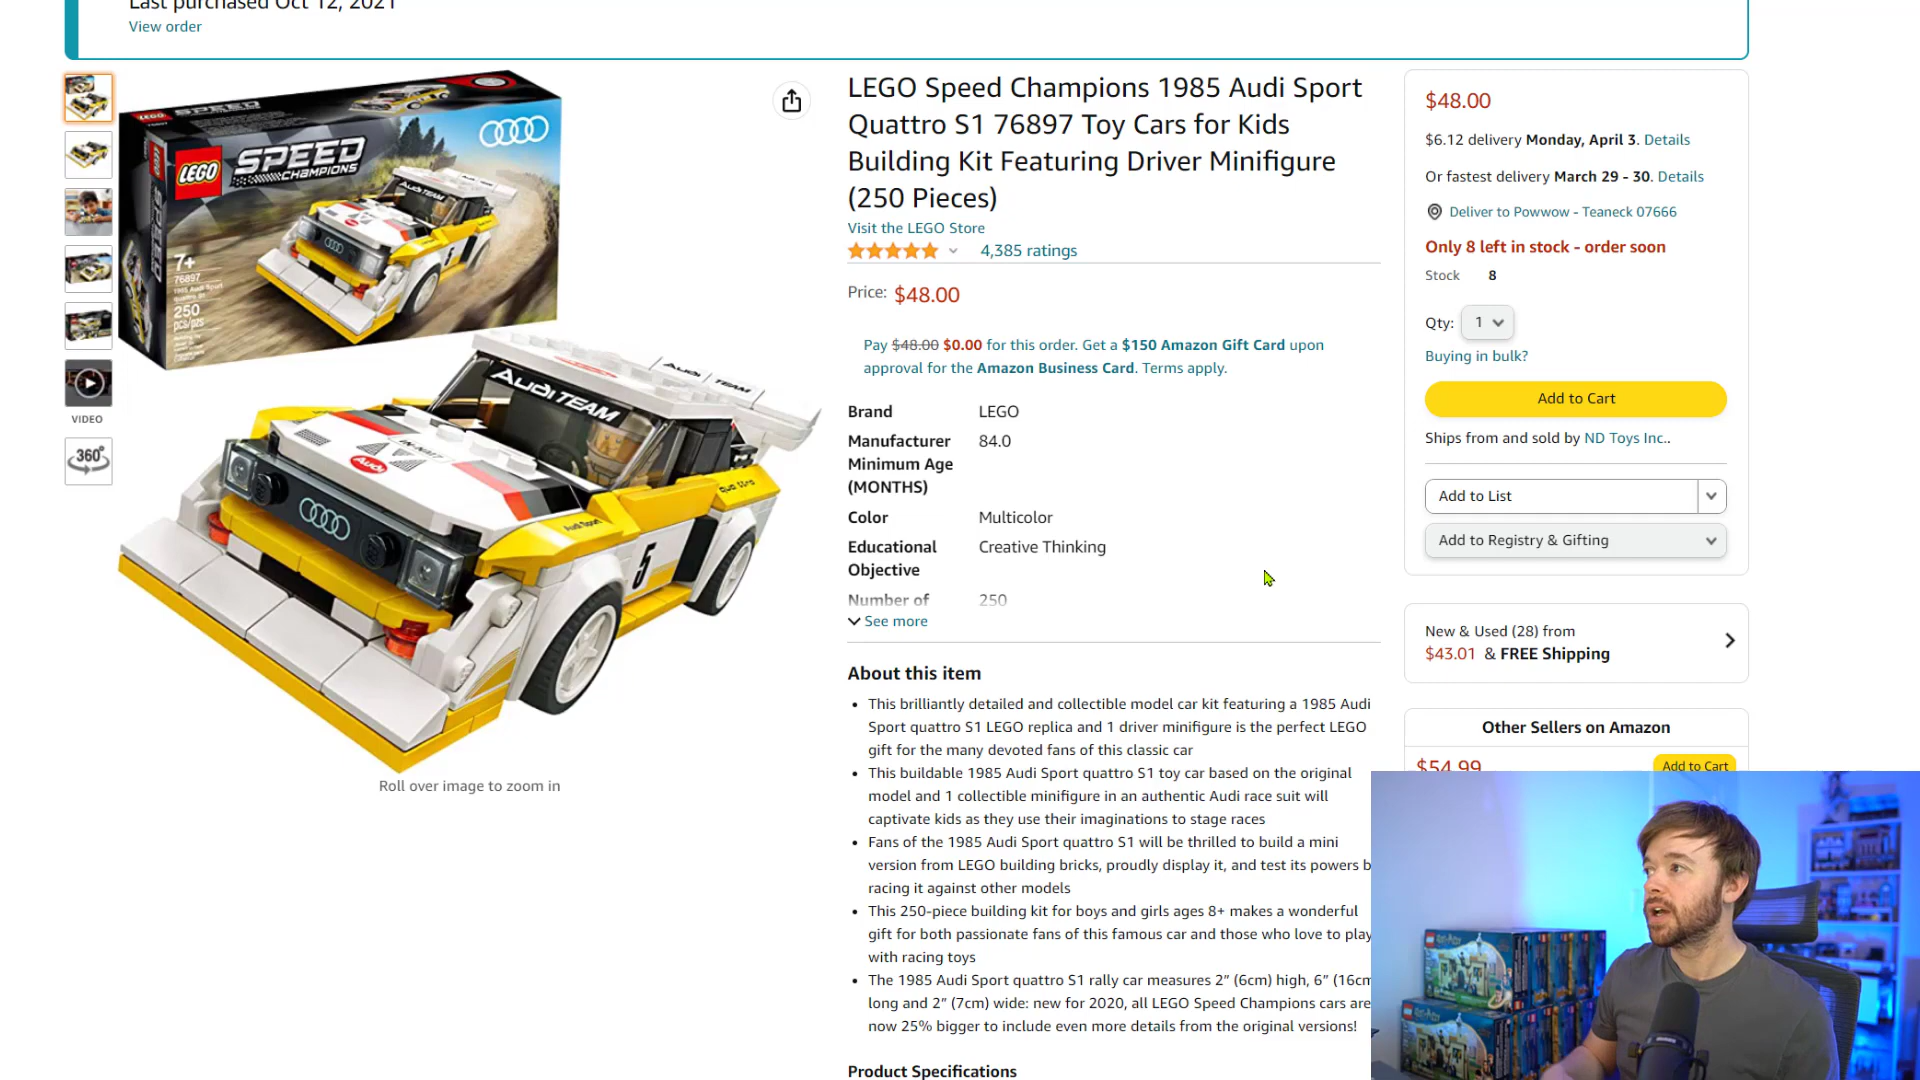 Last purchased Oct 12, 2021
View order
LEGO SPEED CHAMPIONS
7+
76897
1985 Audi Sport
Quattro S1
250
pcs/pzs
AUDI TEAM
AUDI TEAM
Audi
Audi Sport
quattro
5
VIDEO
360°
Roll over image to zoom in
LEGO Speed Champions 1985 Audi Sport
Quattro S1 76897 Toy Cars for Kids
Building Kit Featuring Driver Minifigure
(250 Pieces)
Visit the LEGO Store
4,385 ratings
Price: $48.00
Pay $48.00 $0.00 for this order. Get a $150 Amazon Gift Card upon
approval for the Amazon Business Card. Terms apply.
Brand LEGO
Manufacturer 84.0
Minimum Age
(MONTHS)
Color Multicolor
Educational Creative Thinking
Objective
Number of 250
See more
About this item
• This brilliantly detailed and collectible model car kit featuring a 1985 Audi
Sport quattro S1 LEGO replica and 1 driver minifigure is the perfect LEGO
gift for the many devoted fans of this classic car
• This buildable 1985 Audi Sport quattro S1 toy car based on the original
model and 1 collectible minifigure in an authentic Audi race suit will
captivate kids as they use their imaginations to stage races
• Fans of the 1985 Audi Sport quattro S1 will be thrilled to build a mini
version from LEGO building bricks, proudly display it, and test its powers b
racing it against other models
• This 250-piece building kit for boys and girls ages 8+ makes a wonderful
gift for both passionate fans of this famous car and those who love to play
with racing toys
• The 1985 Audi Sport quattro S1 rally car measures 2” (6cm) high, 6” (16cm
long and 2” (7cm) wide: new for 2020, all LEGO Speed Champions cars are
now 25% bigger to include even more details from the original versions!
Product Specifications
$48.00
$6.12 delivery Monday, April 3. Details
Or fastest delivery March 29 - 30. Details
Deliver to Powwow - Teaneck 07666
Only 8 left in stock - order soon
Stock 8
Qty: 1
Buying in bulk?
Add to Cart
Ships from and sold by ND Toys Inc..
Add to List
Add to Registry & Gifting
New & Used (28) from
$43.01 & FREE Shipping
Other Sellers on Amazon
$54.99
Add to Cart